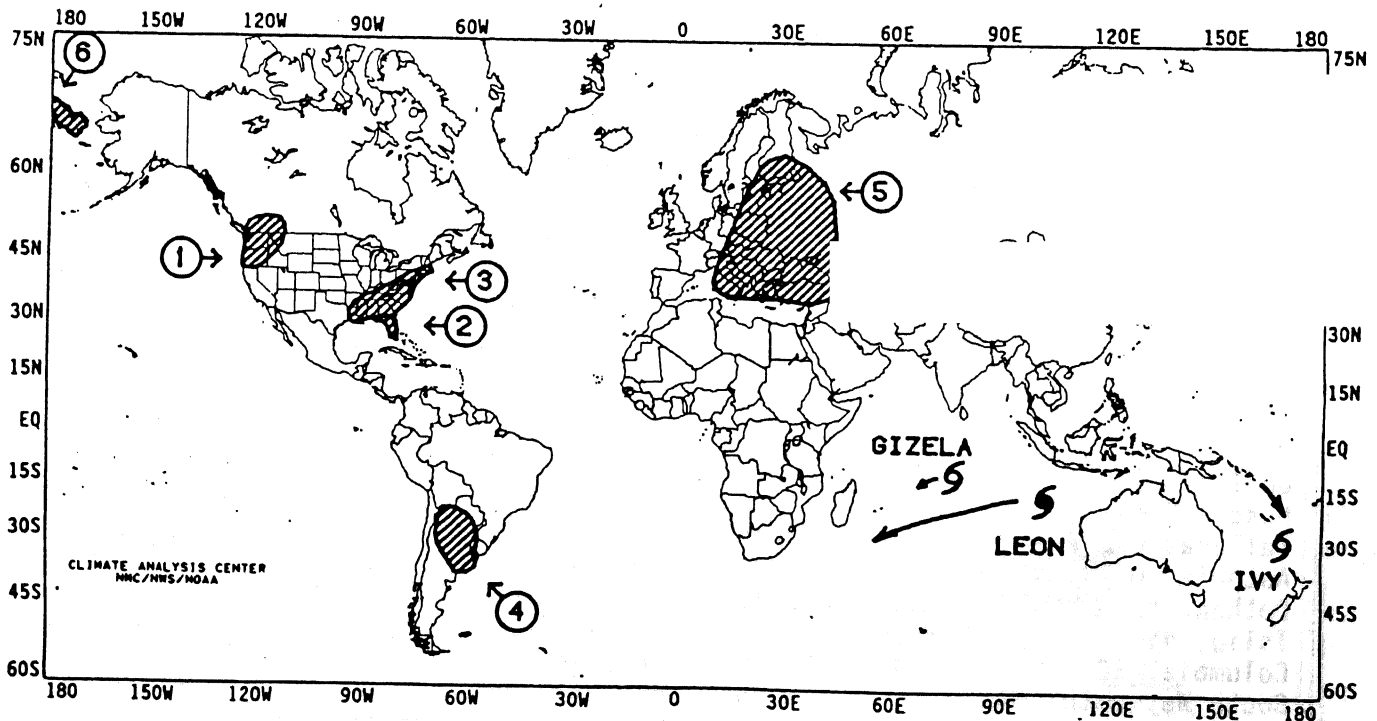 180 150W 120W 90W 60W 30W 0 30E 60E 90E 120E 150E 180
75N
75N
6
60N
5
45N
1
3
30N
2
30N
15N
15N
EQ
EQ
GIZELA
15S
15S
30S
LEON
30S
IVY
CLIMATE ANALYSIS CENTER
NMC/NWS/NOAA
45S
4
45S
60S
60S
180 150W 120W 90W 60W 30W 0 30E 60E 90E 120E 150E 180